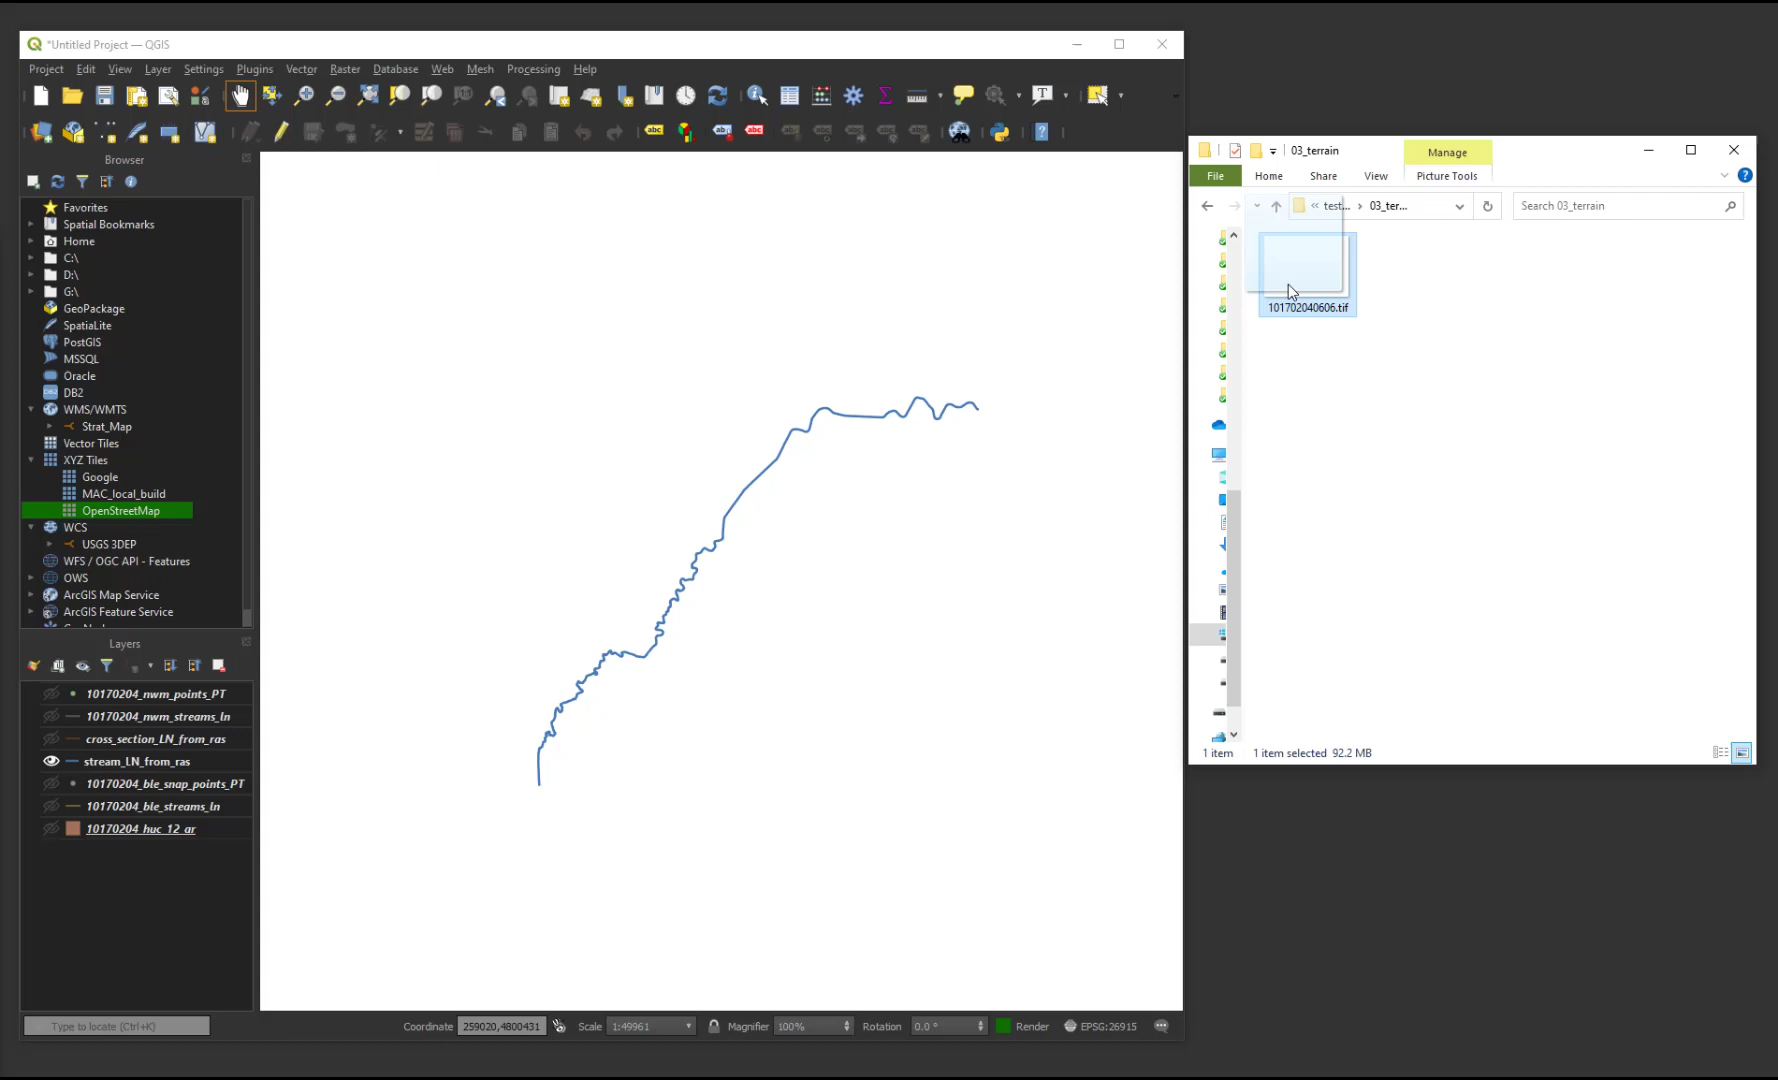 *Untitled Project — QGIS
Project Edit View Layer Settings Plugins Vector Raster Database Web Mesh Processing Help
Browser
Favorites
Spatial Bookmarks
Home
C:\
D:\
G:\
GeoPackage
SpatiaLite
PostGIS
MSSQL
Oracle
DB2
WMS/WMTS
Strat_Map
Vector Tiles
XYZ Tiles
Google
MAC_local_build
OpenStreetMap
WCS
USGS 3DEP
WFS / OGC API - Features
OWS
ArcGIS Map Service
ArcGIS Feature Service
Layers
10170204_nwm_points_PT
10170204_nwm_streams_ln
cross_section_LN_from_ras
stream_LN_from_ras
10170204_ble_snap_points_PT
10170204_ble_streams_ln
10170204_huc_12_ar
Type to locate (Ctrl+K)
Coordinate 259020,4800431 Scale 1:49961 Magnifier 100% Rotation 0.0 ° Render EPSG:26915
03_terrain Manage
File Home Share View Picture Tools
« test... › 03_ter... Search 03_terrain
101702040606.tif
1 item 1 item selected 92.2 MB